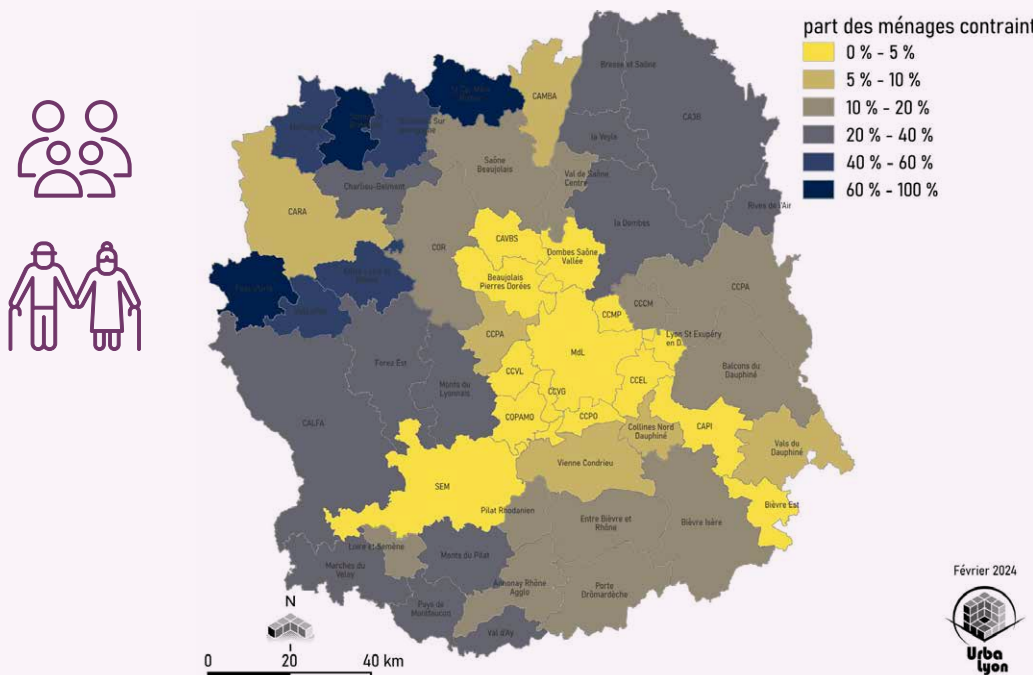 part des ménages contraint
0 % - 5 %
5 % - 10 %
10 % - 20 %
20 % - 40 %
40 % - 60 %
60 % - 100 %
Bresse et Saône
CAMBA
CA3B
la Veyle
Saône
Beaujolais
Val de Saône
Centre
Charlieu-Belmont
Rives de l'Ain
CARA
la Dombes
COR
CAVBS
Dombes Saône
Vallée
Beaujolais
Pierres Dorées
CCPA
CCCM
CCMP
Lyon St Exupéry
en D.
CCPA
MdL
Balcons du
Dauphiné
Forez Est
CCVL
CCEL
Monts du
Lyonnais
CCVG
COPAMO
CCPO
CAPI
CALFA
Collines Nord
Dauphiné
Vals du
Dauphiné
Vienne Condrieu
SEM
Bièvre Est
Pilat Rhodanien
Entre Bièvre et
Rhône
Bièvre Isère
Loire et Semène
Monts du Pilat
Marches du
Velay
Annonay Rhône
Agglo
Porte
Drômardèche
Pays de
Montfaucon
Val d'Ay
N
0 20 40 km
Février 2024
Urba
Lyon